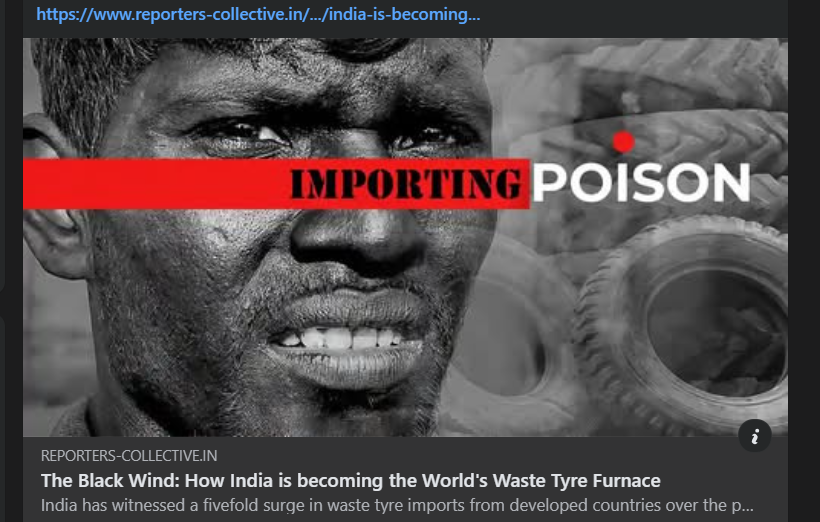 https://www.reporters-collective.in/.../india-is-becoming...
IMPORTING POISON
REPORTERS-COLLECTIVE.IN
The Black Wind: How India is becoming the World's Waste Tyre Furnace
India has witnessed a fivefold surge in waste tyre imports from developed countries over the p...